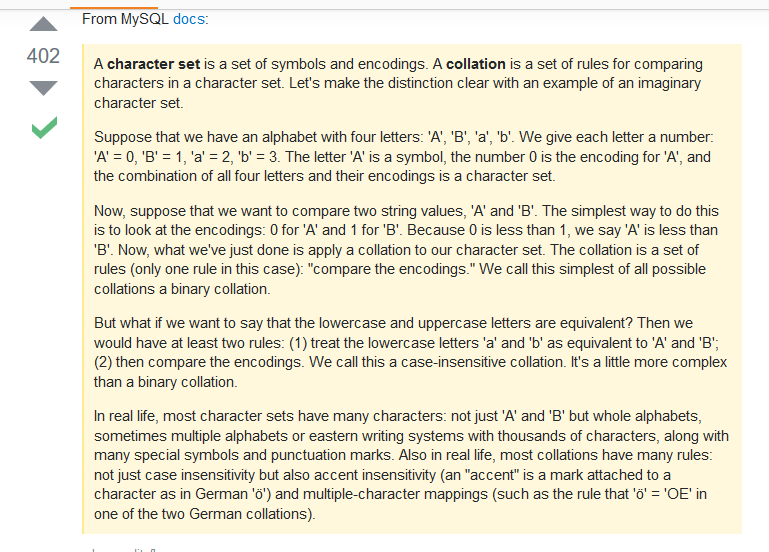 From MySQL docs:
402
A character set is a set of symbols and encodings. A collation is a set of rules for comparing
characters in a character set. Let's make the distinction clear with an example of an imaginary
character set.
Suppose that we have an alphabet with four letters: 'A', 'B', 'a', 'b'. We give each letter a number:
'A' = 0, 'B' = 1, 'a' = 2, 'b' = 3. The letter 'A' is a symbol, the number 0 is the encoding for 'A', and
the combination of all four letters and their encodings is a character set.
Now, suppose that we want to compare two string values, 'A' and 'B'. The simplest way to do this
is to look at the encodings: 0 for 'A' and 1 for 'B'. Because 0 is less than 1, we say 'A' is less than
'B'. Now, what we've just done is apply a collation to our character set. The collation is a set of
rules (only one rule in this case): "compare the encodings." We call this simplest of all possible
collations a binary collation.
But what if we want to say that the lowercase and uppercase letters are equivalent? Then we
would have at least two rules: (1) treat the lowercase letters 'a' and 'b' as equivalent to 'A' and 'B';
(2) then compare the encodings. We call this a case-insensitive collation. It's a little more complex
than a binary collation.
In real life, most character sets have many characters: not just 'A' and 'B' but whole alphabets,
sometimes multiple alphabets or eastern writing systems with thousands of characters, along with
many special symbols and punctuation marks. Also in real life, most collations have many rules:
not just case insensitivity but also accent insensitivity (an "accent" is a mark attached to a
character as in German 'ö') and multiple-character mappings (such as the rule that 'ö' = 'OE' in
one of the two German collations).